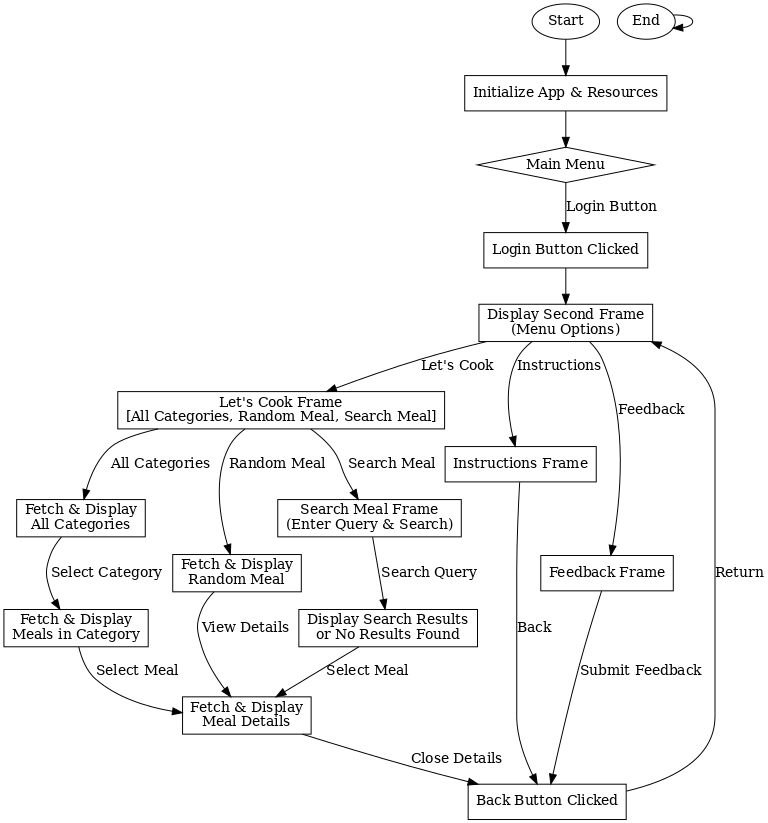 Start
End
Initialize App & Resources
Main Menu
Login Button
Login Button Clicked
Display Second Frame
(Menu Options)
Let's Cook
Instructions
Feedback
Let's Cook Frame
[All Categories, Random Meal, Search Meal]
All Categories
Random Meal
Search Meal
Instructions Frame
Fetch & Display
All Categories
Search Meal Frame
(Enter Query & Search)
Fetch & Display
Random Meal
Feedback Frame
Select Category
Search Query
Return
Fetch & Display
Meals in Category
View Details
Display Search Results
or No Results Found
Back
Select Meal
Select Meal
Submit Feedback
Fetch & Display
Meal Details
Close Details
Back Button Clicked